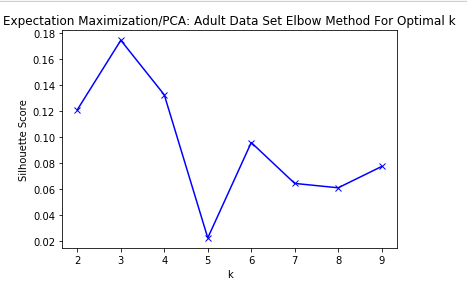 Expectation Maximization/PCA: Adult Data Set Elbow Method For Optimal k
0.18
0.16
0.14
0.12
0.10
0.08
0.06
0.04
0.02
Silhouette Score
2 3 4 5 6 7 8 9
k